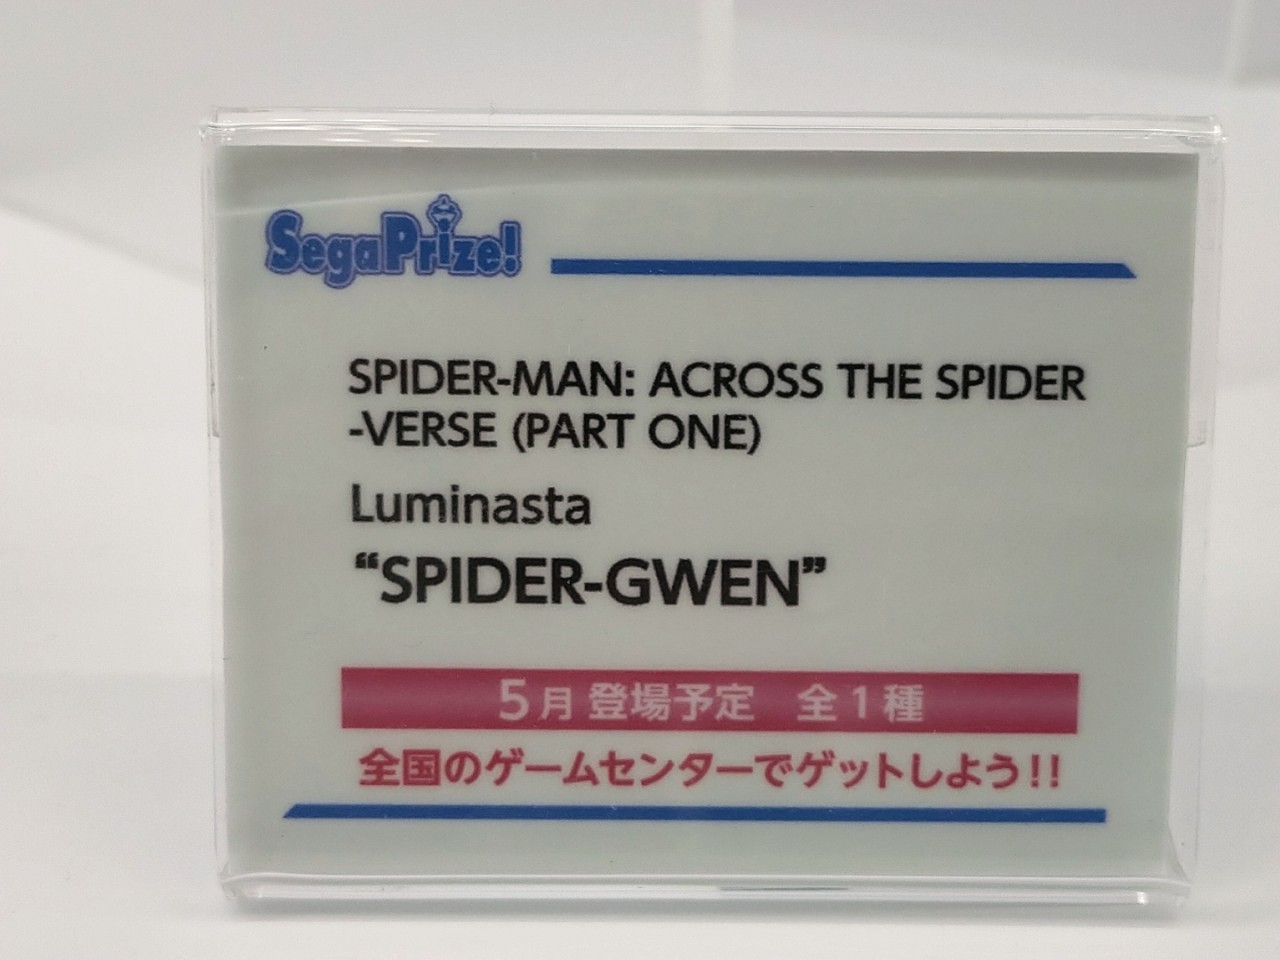 SegaPrize!
SPIDER-MAN: ACROSS THE SPIDER
-VERSE (PART ONE)
Luminasta
“SPIDER-GWEN”
5月 登場予定　全1種
全国のゲームセンターでゲットしよう!!